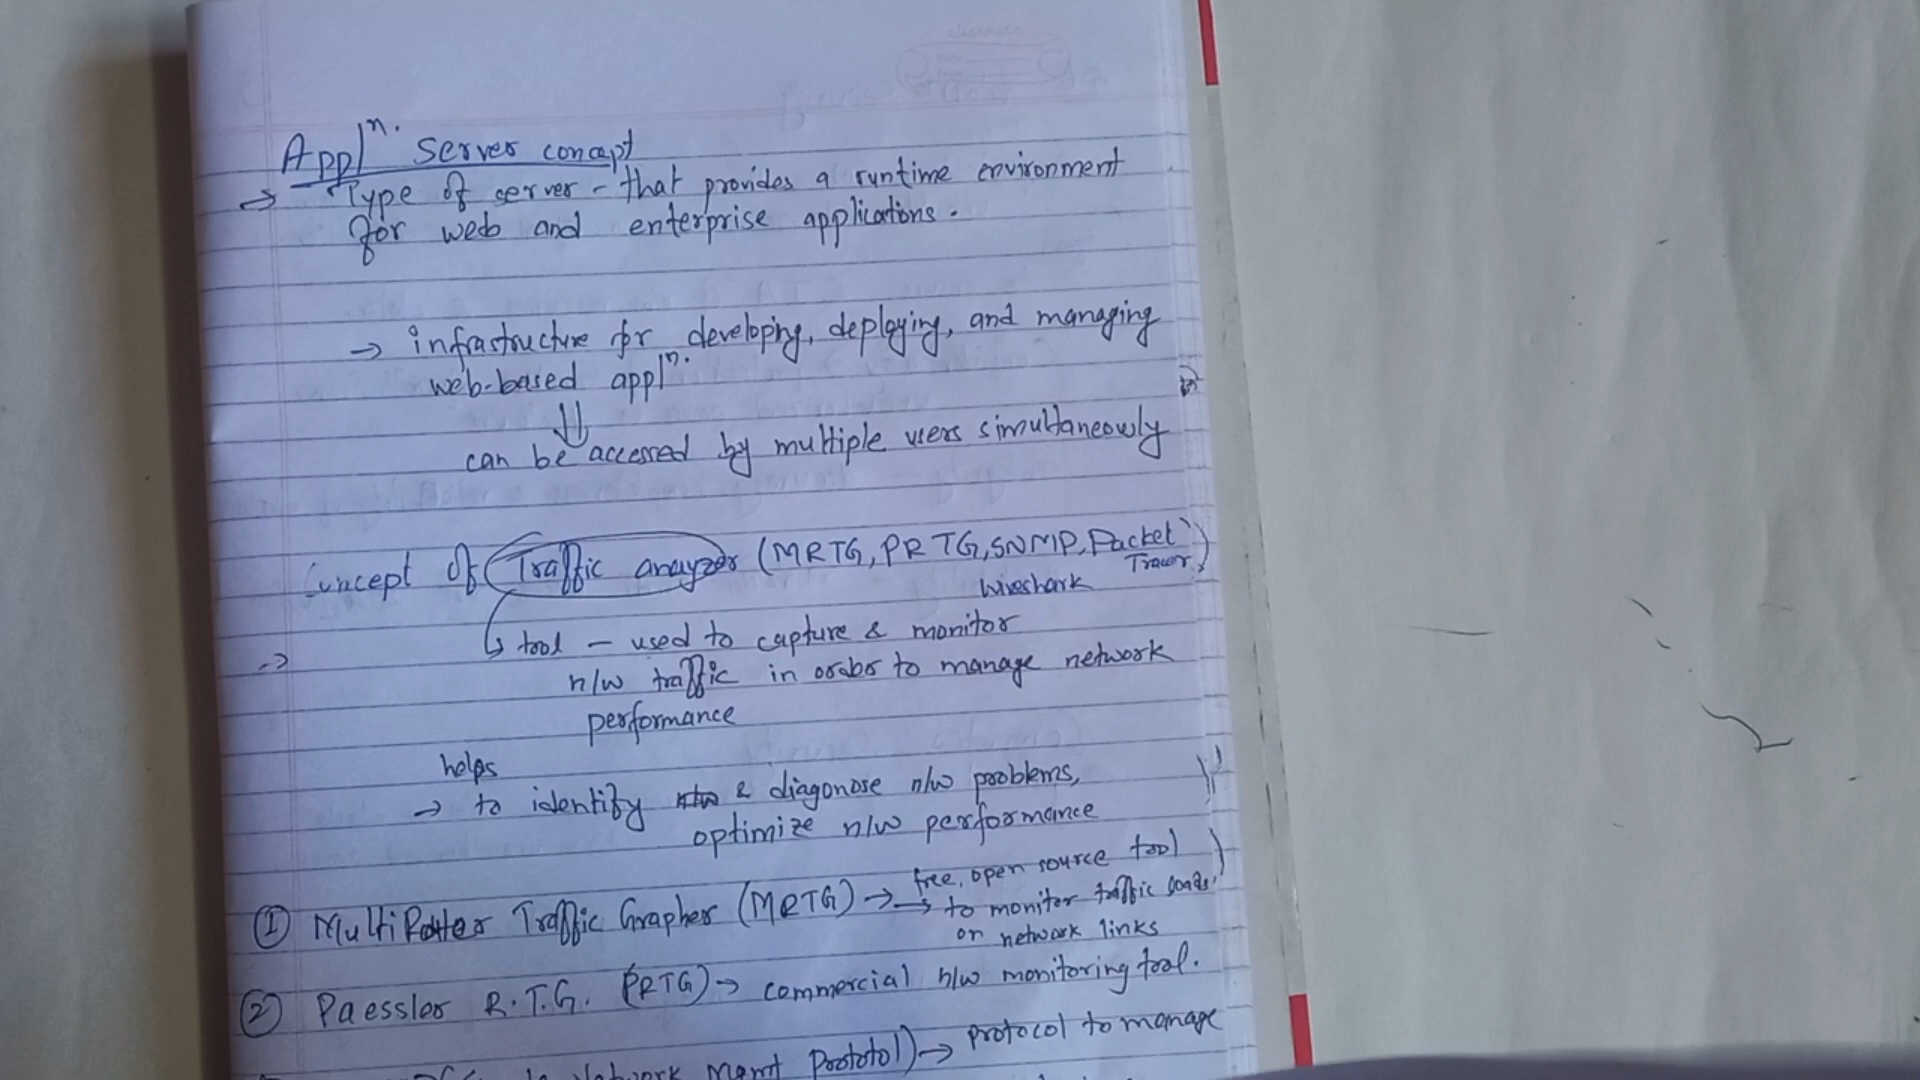 Appl^n. server concept
→ Type of server - that provides a runtime environment
for web and enterprise applications.
→ infrastructure for developing, deploying, and managing
web-based appl^n.
⇓
can be accessed by multiple users simultaneously
Concept of Traffic anayzer (MRTG, PRTG, SNMP, Packet
Wireshark Tracer)
→ ↳ tool - used to capture & monitor
n/w traffic in order to manage network
performance
helps
→ to identify & diagonose n/w problems,
optimize n/w performance
① Multi Router Traffic Grapher (MRTG) → free, open source tool
→ to monitor traffic loads
on network links
② Paessler R.T.G. (PRTG) → commercial n/w monitoring tool.
Network Mgmt Prototol) → protocol to manage